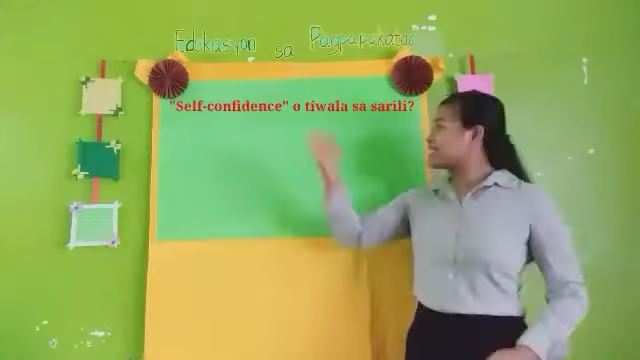 Edukasyon sa Pagpapakatao
"Self-confidence" o tiwala sa sarili?